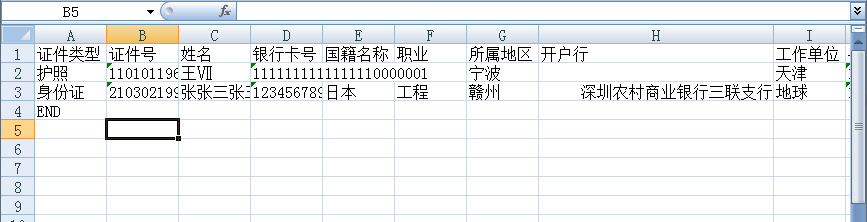 B5 fx
A B C D E F G H I
1 证件类型 证件号 姓名 银行卡号 国籍名称 职业 所属地区 开户行 工作单位
2 护照 110101196 王Ⅶ 11111111111111110000001 宁波 天津
3 身份证 210302199 张张三张三 123456789 日本 工程 赣州 深圳农村商业银行三联支行 地球
4 END
5
6
7
8
9